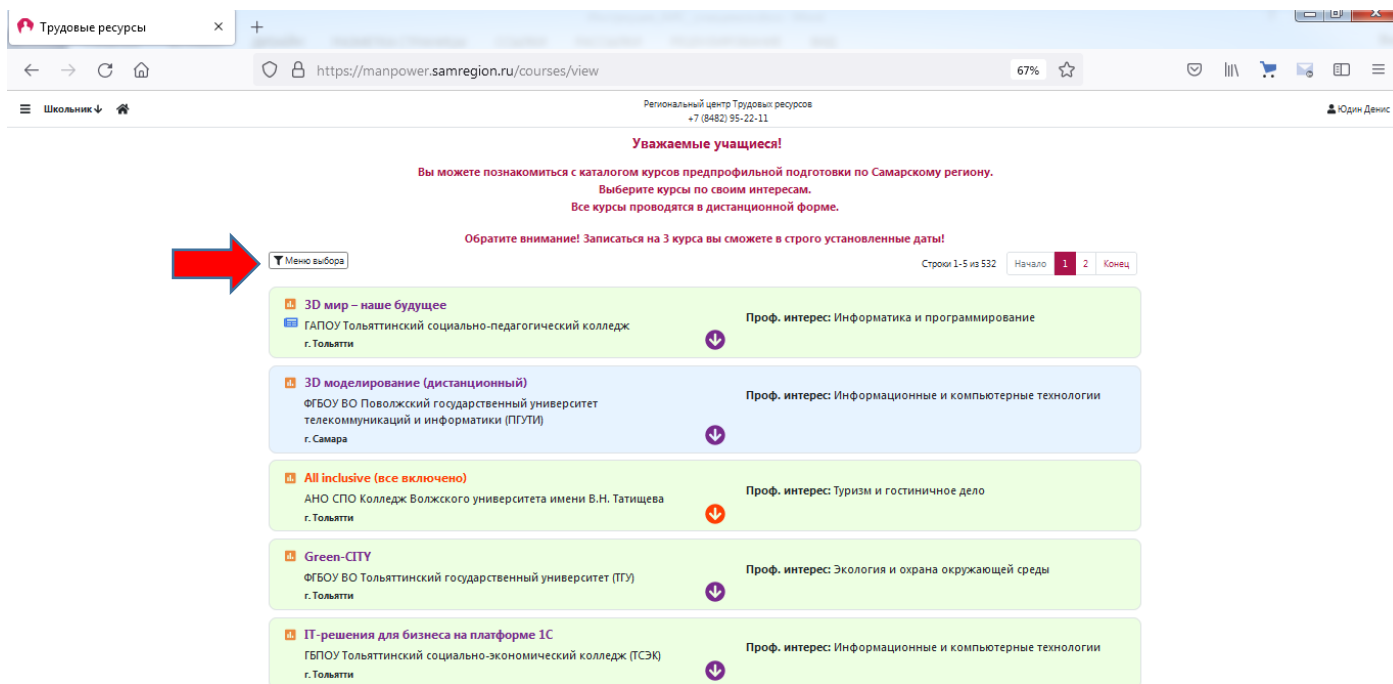 Трудовые ресурсы
https://manpower.samregion.ru/courses/view
67%
Школьник
Региональный центр Трудовых ресурсов
+7 (8482) 95-22-11
Юдин Денис
Уважаемые учащиеся!
Вы можете познакомиться с каталогом курсов предпрофильной подготовки по Самарскому региону.
Выберите курсы по своим интересам.
Все курсы проводятся в дистанционной форме.
Обратите внимание! Записаться на 3 курса вы сможете в строго установленные даты!
Меню выбора
Строки 1-5 из 532 Начало 1 2 Конец
3D мир – наше будущее
ГАПОУ Тольяттинский социально-педагогический колледж
г. Тольятти
Проф. интерес: Информатика и программирование
3D моделирование (дистанционный)
ФГБОУ ВО Поволжский государственный университет
телекоммуникаций и информатики (ПГУТИ)
г. Самара
Проф. интерес: Информационные и компьютерные технологии
All inclusive (все включено)
АНО СПО Колледж Волжского университета имени В.Н. Татищева
г. Тольятти
Проф. интерес: Туризм и гостиничное дело
Green-CITY
ФГБОУ ВО Тольяттинский государственный университет (ТГУ)
г. Тольятти
Проф. интерес: Экология и охрана окружающей среды
IT-решения для бизнеса на платформе 1С
ГБПОУ Тольяттинский социально-экономический колледж (ТСЭК)
г. Тольятти
Проф. интерес: Информационные и компьютерные технологии